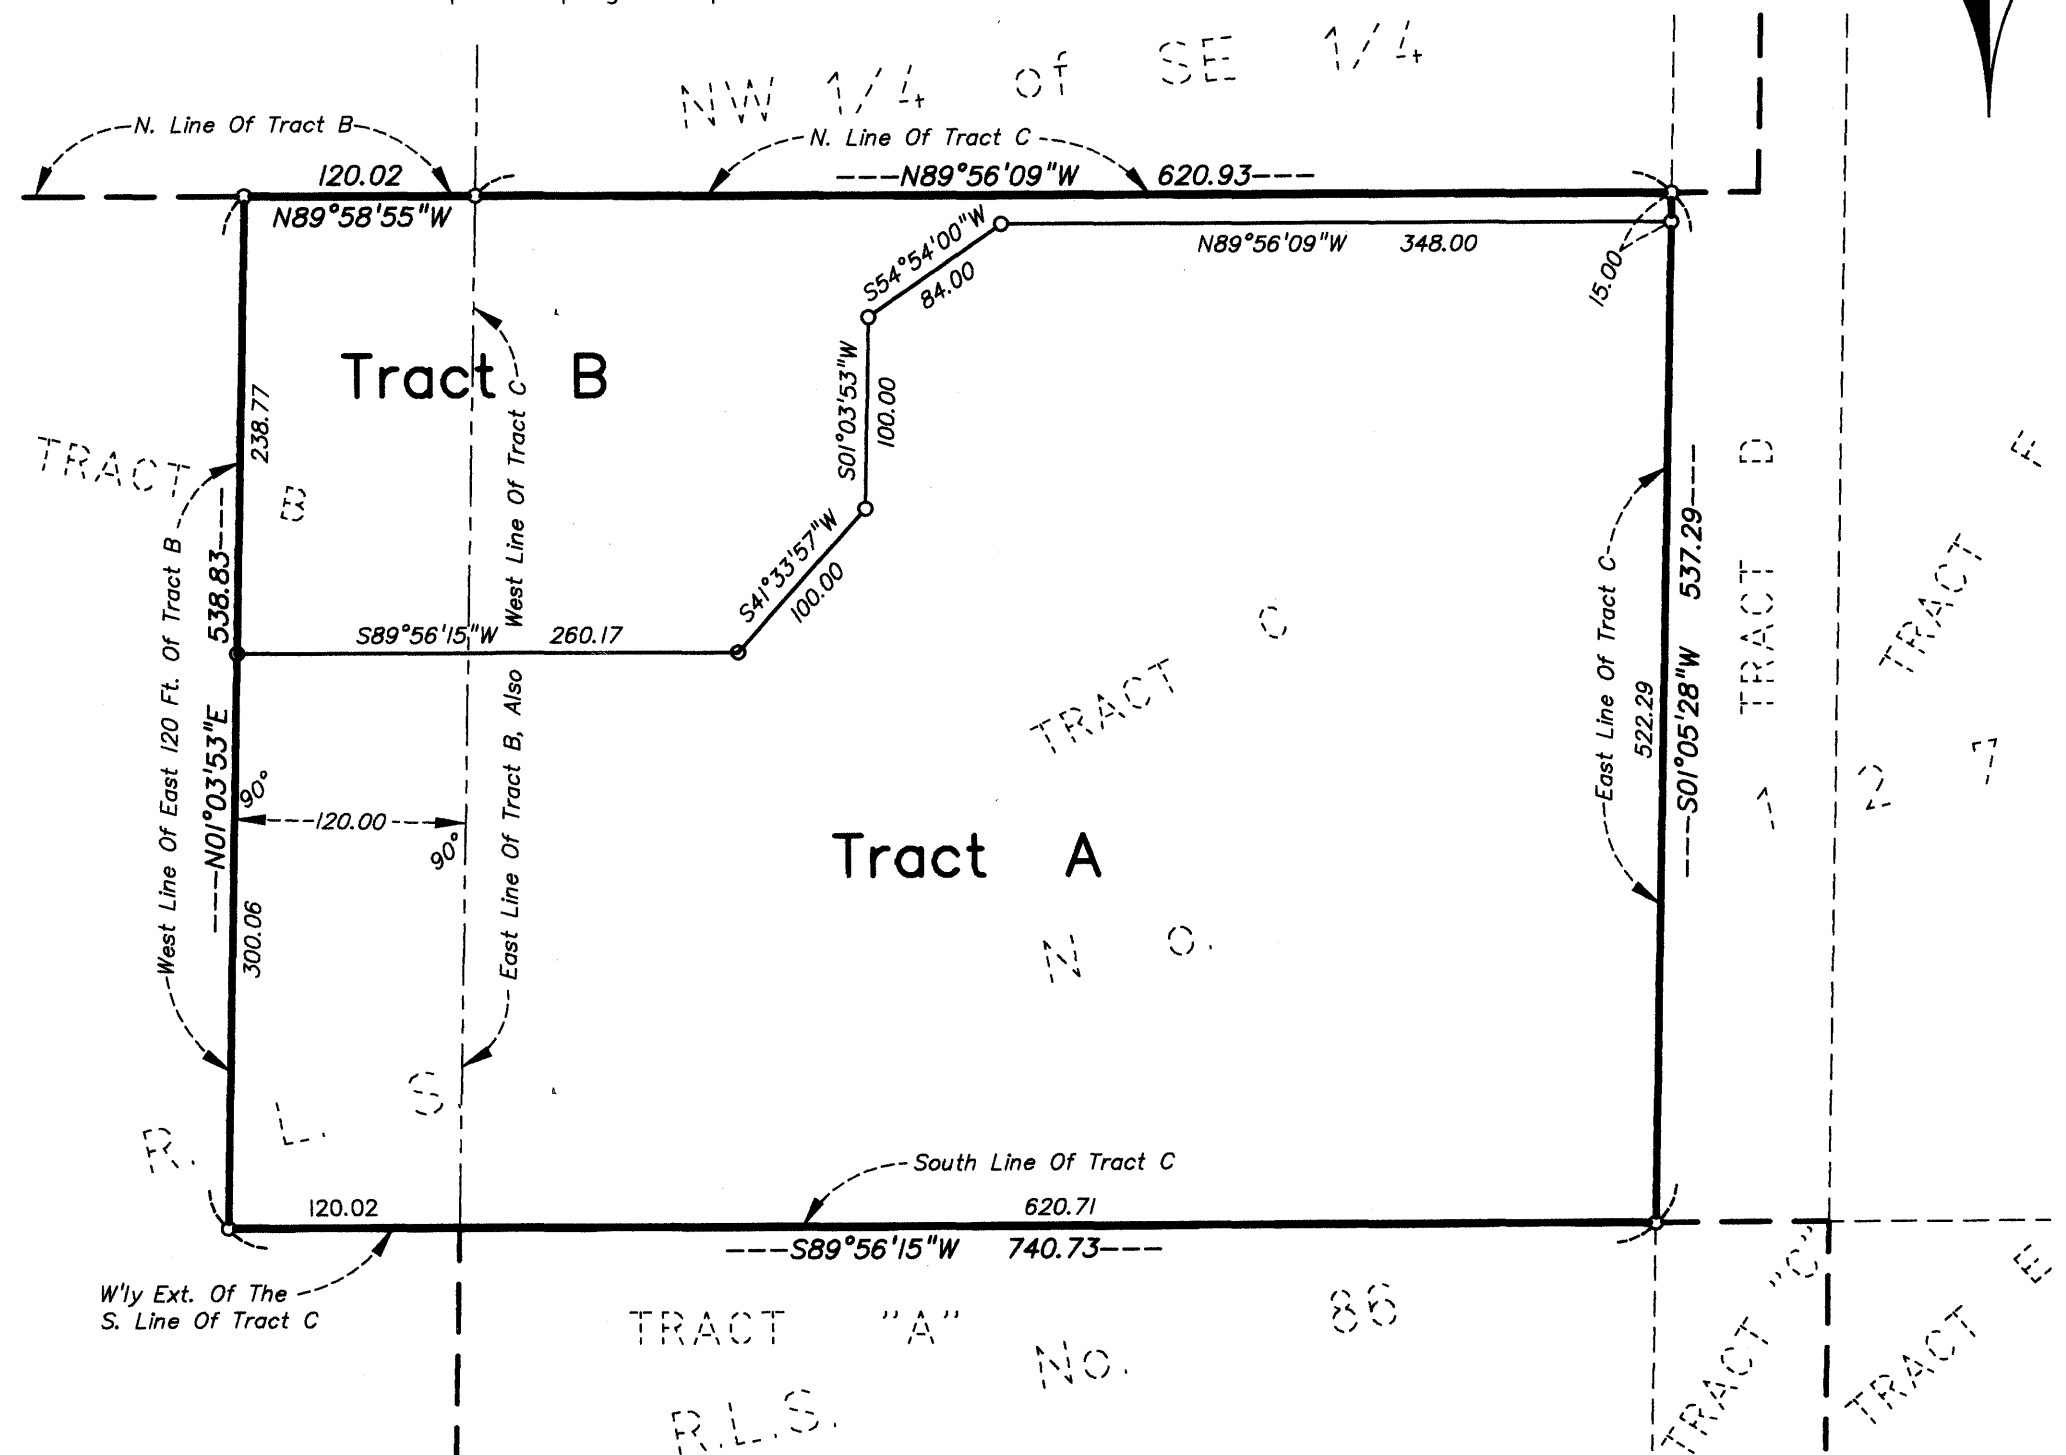 NW 1/4 of SE 1/4
N. Line Of Tract B
N. Line Of Tract C
120.02
N89°58'55"W
---N89°56'09"W 620.93---
S54°54'00"W
84.00
N89°56'09"W 348.00
15.00
Tract B
S01°03'53"W
100.00
238.77
TRACT B
West Line Of East 120 Ft. Of Tract B
---N01°03'53"E 538.83---
East Line Of Tract B, Also West Line Of Tract C
S41°33'57"W
100.00
S89°56'15"W 260.17
90°
120.00
90°
300.06
TRACT C
East Line Of Tract C
522.29
---S01°05'28"W 537.29---
TRACT D
TRACT F
Tract A
R. L. S. No. 127
South Line Of Tract C
120.02
620.71
---S89°56'15"W 740.73---
W'ly Ext. Of The
S. Line Of Tract C
TRACT "A"
R.L.S. No. 86
TRACT "C"
TRACT E